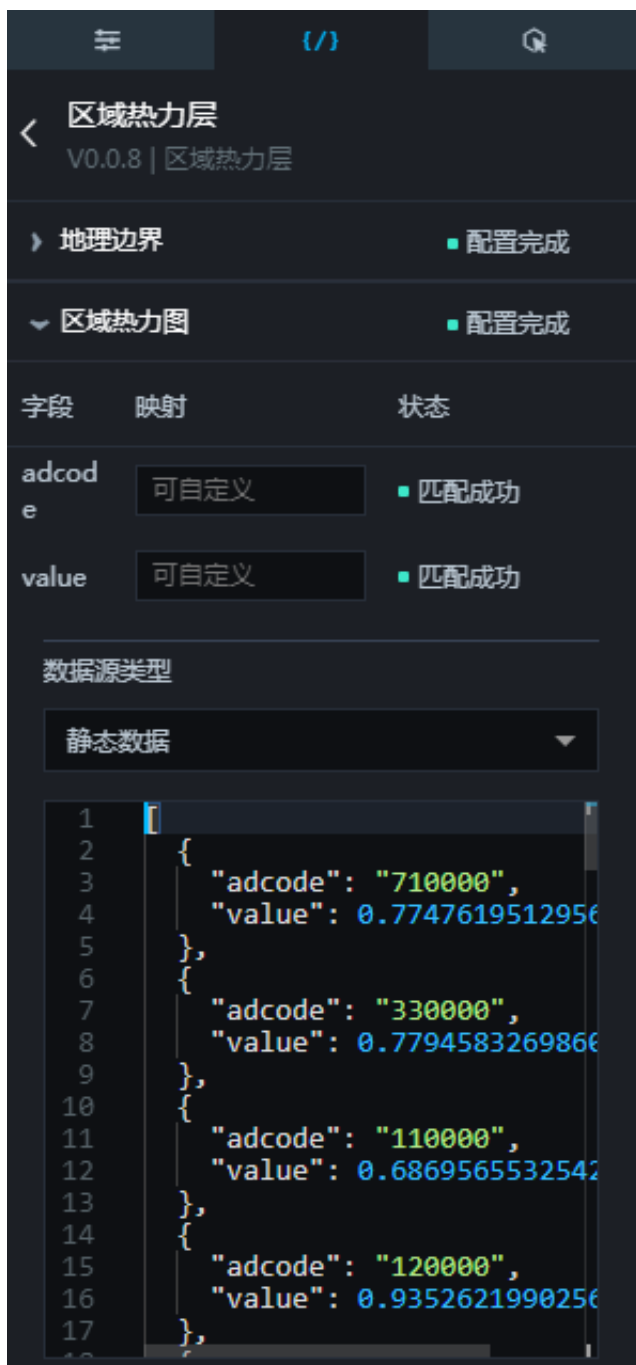 {/}
区域热力层
V0.0.8 | 区域热力层
地理边界 配置完成
区域热力图 配置完成
字段 映射 状态
adcod
e 可自定义 匹配成功
value 可自定义 匹配成功
数据源类型
静态数据
1 [
2 {
3 "adcode": "710000",
4 "value": 0.7747619512956
5 },
6 {
7 "adcode": "330000",
8 "value": 0.7794583269860
9 },
10 {
11 "adcode": "110000",
12 "value": 0.6869565532542
13 },
14 {
15 "adcode": "120000",
16 "value": 0.9352621990256
17 },
18 {